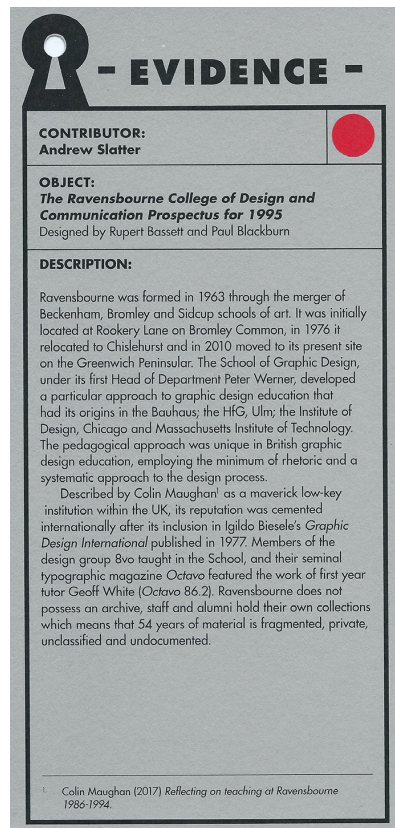 - EVIDENCE -
CONTRIBUTOR:
Andrew Slatter
OBJECT:
The Ravensbourne College of Design and
Communication Prospectus for 1995
Designed by Rupert Bassett and Paul Blackburn
DESCRIPTION:
Ravensbourne was formed in 1963 through the merger of
Beckenham, Bromley and Sidcup schools of art. It was initially
located at Rookery Lane on Bromley Common, in 1976 it
relocated to Chislehurst and in 2010 moved to its present site
on the Greenwich Peninsular. The School of Graphic Design,
under its first Head of Department Peter Werner, developed
a particular approach to graphic design education that
had its origins in the Bauhaus; the HfG, Ulm; the Institute of
Design, Chicago and Massachusetts Institute of Technology.
The pedagogical approach was unique in British graphic
design education, employing the minimum of rhetoric and a
systematic approach to the design process.
Described by Colin Maughan¹ as a maverick low-key
institution within the UK, its reputation was cemented
internationally after its inclusion in Igildo Biesele's Graphic
Design International published in 1977. Members of the
design group 8vo taught in the School, and their seminal
typographic magazine Octavo featured the work of first year
tutor Geoff White (Octavo 86.2). Ravensbourne does not
possess an archive, staff and alumni hold their own collections
which means that 54 years of material is fragmented, private,
unclassified and undocumented.
¹ Colin Maughan (2017) Reflecting on teaching at Ravensbourne
1986-1994.